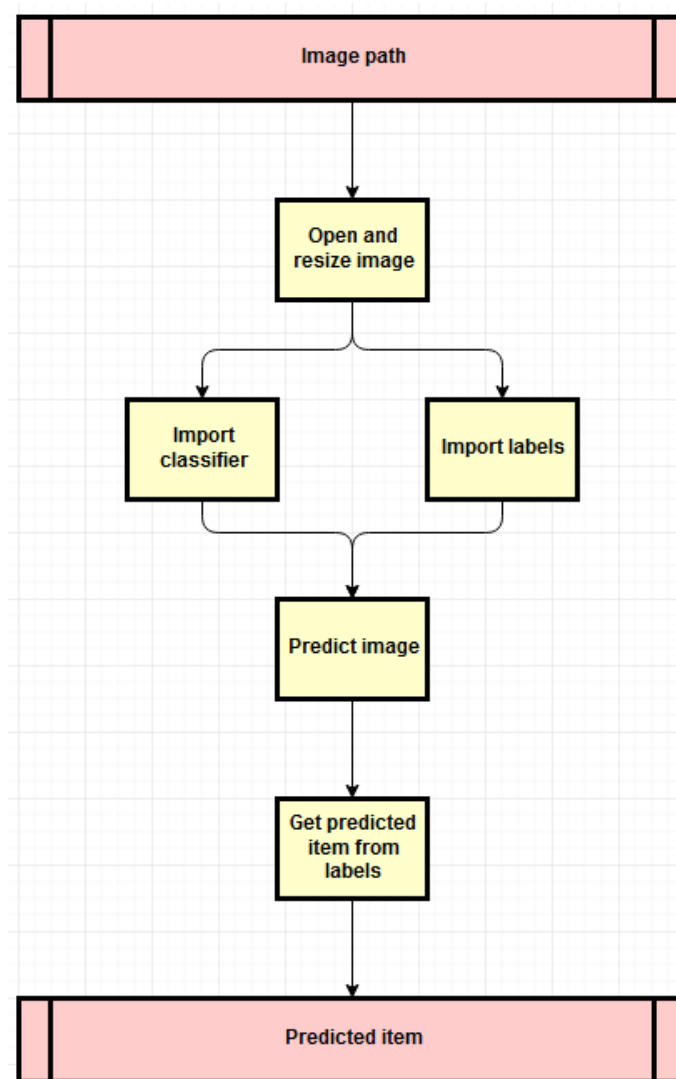 Image path
Open and
resize image
Import
classifier
Import labels
Predict image
Get predicted
item from
labels
Predicted item